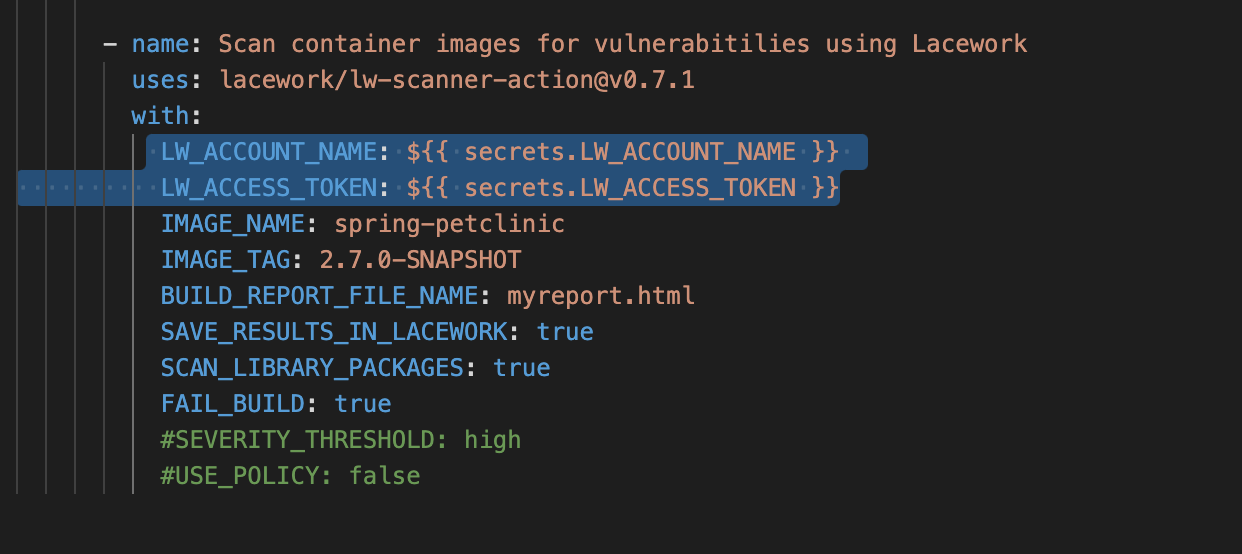 - name: Scan container images for vulnerabitilies using Lacework
uses: lacework/lw-scanner-action@v0.7.1
with:
LW_ACCOUNT_NAME: ${{ secrets.LW_ACCOUNT_NAME }}
LW_ACCESS_TOKEN: ${{ secrets.LW_ACCESS_TOKEN }}
IMAGE_NAME: spring-petclinic
IMAGE_TAG: 2.7.0-SNAPSHOT
BUILD_REPORT_FILE_NAME: myreport.html
SAVE_RESULTS_IN_LACEWORK: true
SCAN_LIBRARY_PACKAGES: true
FAIL_BUILD: true
#SEVERITY_THRESHOLD: high
#USE_POLICY: false